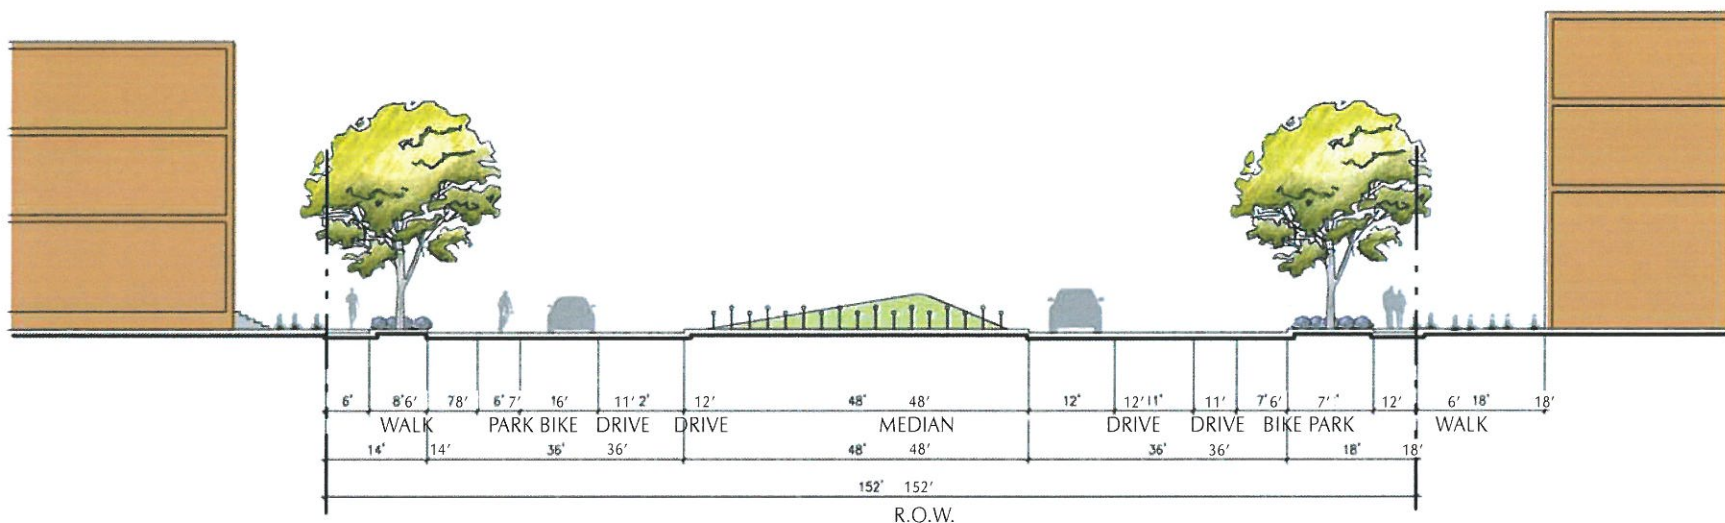 6' 8' 6' 78' 6' 7' 16' 11' 2' 12' 48' 48' 12' 12' 11' 11' 7' 6' 7' 12' 6' 18' 18'
WALK PARK BIKE DRIVE DRIVE MEDIAN DRIVE DRIVE BIKE PARK WALK
14' 14' 36' 36' 48' 48' 36' 36' 18' 18'
152' 152'
R.O.W.